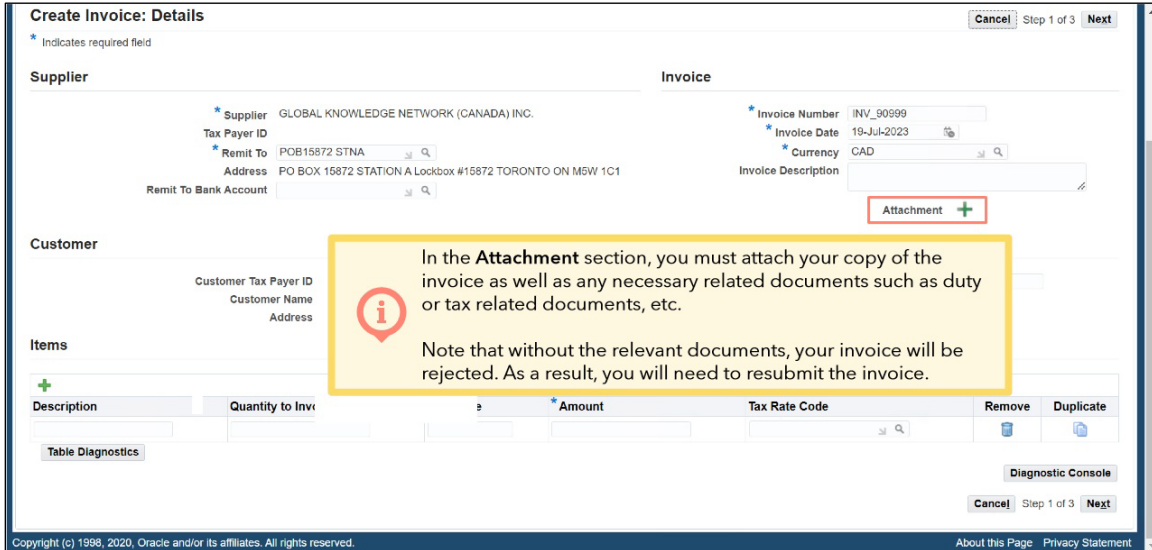 Create Invoice: Details
Cancel Step 1 of 3 Next
* Indicates required field
Supplier
Invoice
* Supplier GLOBAL KNOWLEDGE NETWORK (CANADA) INC.
* Invoice Number INV_90999
Tax Payer ID
* Invoice Date 19-Jul-2023
* Remit To POB15872 STNA
* Currency CAD
Address PO BOX 15872 STATION A Lockbox #15872 TORONTO ON M5W 1C1
Invoice Description
Remit To Bank Account
Attachment
Customer
Customer Tax Payer ID
Customer Name
Address
In the Attachment section, you must attach your copy of the
invoice as well as any necessary related documents such as duty
or tax related documents, etc.
Note that without the relevant documents, your invoice will be
rejected. As a result, you will need to resubmit the invoice.
Items
Description Quantity to Invo * Amount Tax Rate Code Remove Duplicate
Table Diagnostics
Diagnostic Console
Cancel Step 1 of 3 Next
Copyright (c) 1998, 2020, Oracle and/or its affiliates. All rights reserved.
About this Page Privacy Statement